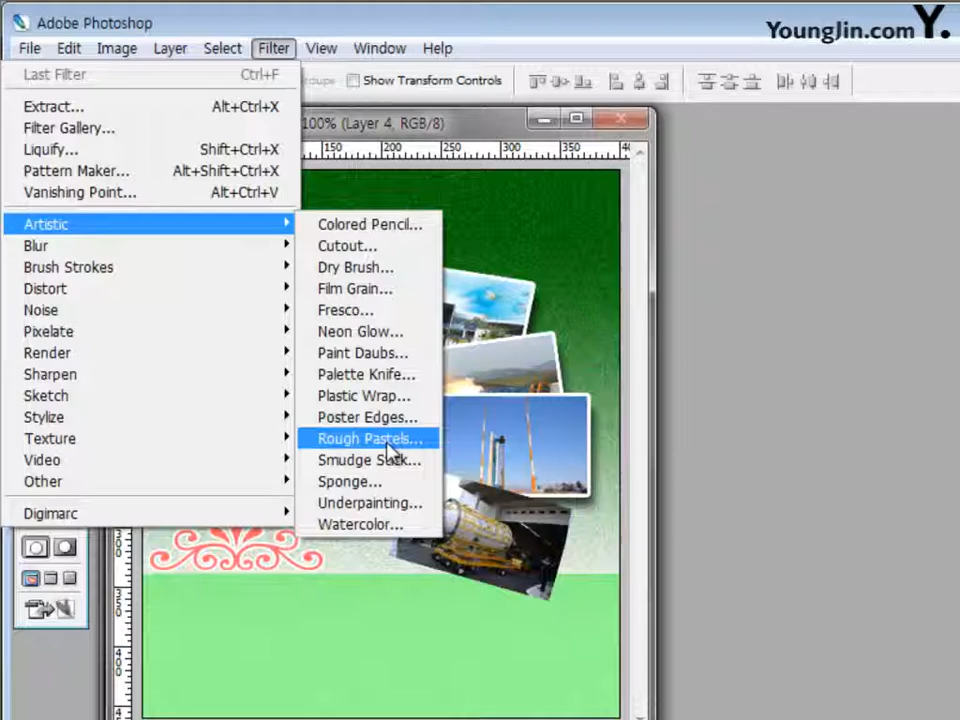 Adobe Photoshop
YoungJin.com Y.
File Edit Image Layer Select Filter View Window Help
Last Filter Ctrl+F
Show Transform Controls
Extract... Alt+Ctrl+X
Filter Gallery...
100% (Layer 4, RGB/8)
Liquify... Shift+Ctrl+X
150 200 250 300 350
Pattern Maker... Alt+Shift+Ctrl+X
Vanishing Point... Alt+Ctrl+V
Artistic
Blur
Brush Strokes
Distort
Noise
Pixelate
Render
Sharpen
Sketch
Stylize
Texture
Video
Other
Digimarc
Colored Pencil...
Cutout...
Dry Brush...
Film Grain...
Fresco...
Neon Glow...
Paint Daubs...
Palette Knife...
Plastic Wrap...
Poster Edges...
Rough Pastels...
Smudge Stick...
Sponge...
Underpainting...
Watercolor...
300
350
400